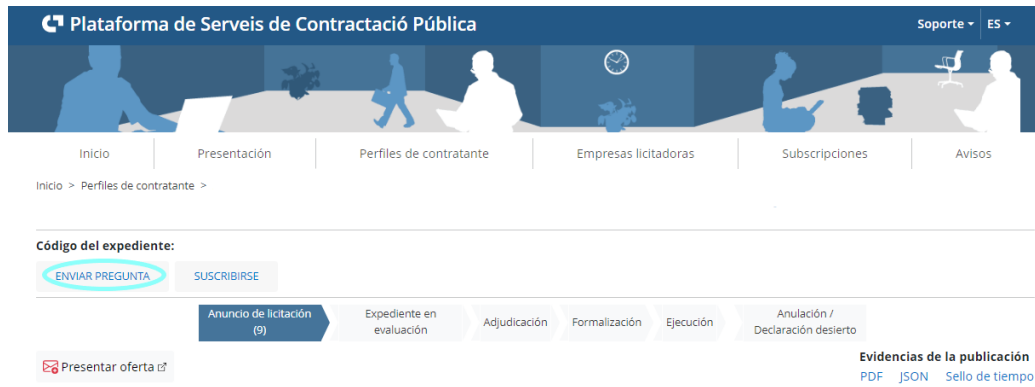 Plataforma de Serveis de Contractació Pública
Soporte ES
Inicio Presentación Perfiles de contratante Empresas licitadoras Subscripciones Avisos
Inicio > Perfiles de contratante >
Código del expediente:
ENVIAR PREGUNTA SUSCRIBIRSE
Anuncio de licitación (9)
Expediente en evaluación
Adjudicación
Formalización
Ejecución
Anulación / Declaración desierto
Presentar oferta
Evidencias de la publicación
PDF JSON Sello de tiempo